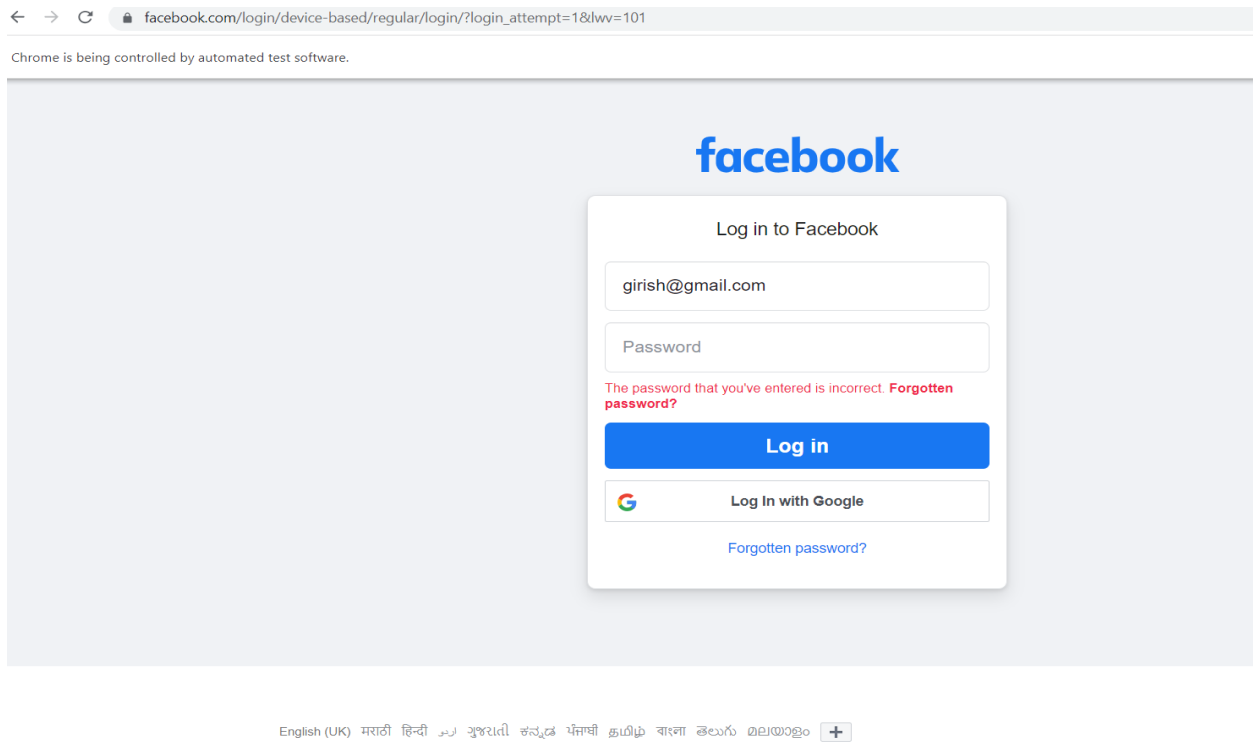 facebook.com/login/device-based/regular/login/?login_attempt=1&lwv=101
Chrome is being controlled by automated test software.
facebook
Log in to Facebook
girish@gmail.com
Password
The password that you've entered is incorrect. Forgotten
password?
Log in
Log In with Google
Forgotten password?
English (UK) मराठी हिन्दी اردو ગુજરાતી ಕನ್ನಡ ਪੰਜਾਬੀ தமிழ் বাংলা తెలుగు മലയാളം +